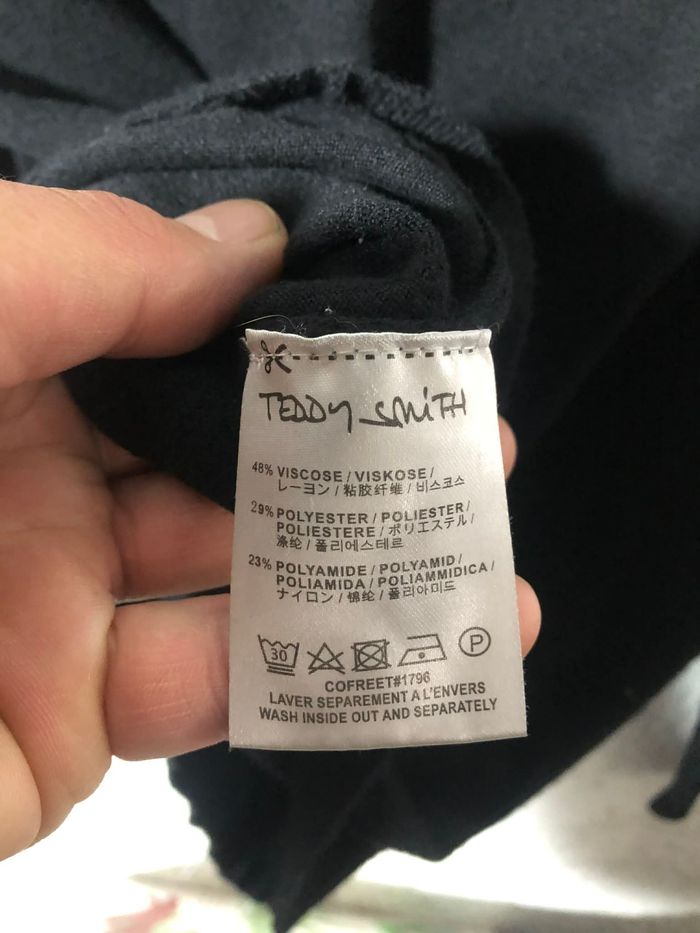 TEDDY SMiTH
48% VISCOSE / VISKOSE /
レーヨン / 粘胶纤维 / 비스코스
29% POLYESTER / POLIESTER /
POLIESTERE / ポリエステル /
涤纶 / 폴리에스테르
23% POLYAMIDE / POLYAMID /
POLIAMIDA / POLIAMMIDICA /
ナイロン / 锦纶 / 폴리아미드
30 P
COFREET#1796
LAVER SEPAREMENT A L'ENVERS
WASH INSIDE OUT AND SEPARATELY